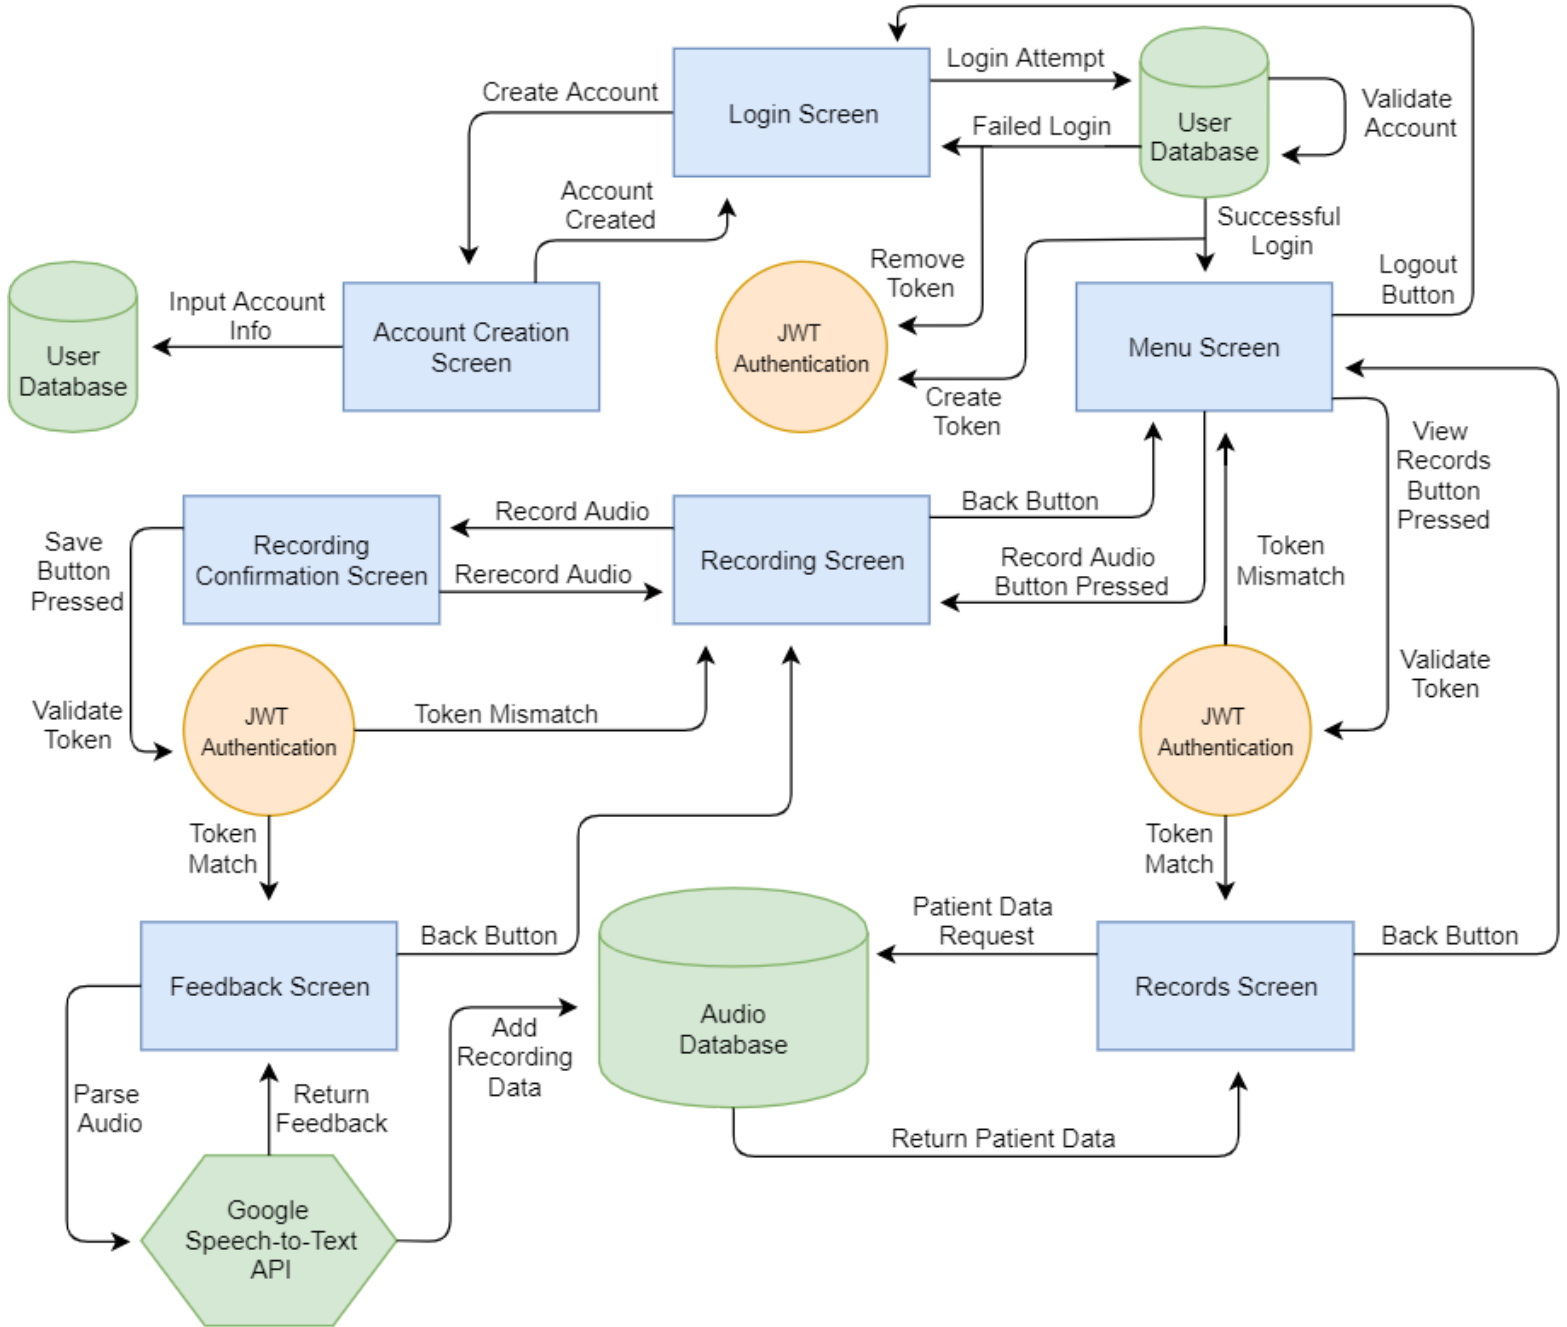 Login Attempt
Create Account
Login Screen
User
Database
Validate
Account
Failed Login
Account
Created
Successful
Login
Logout
Button
Remove
Token
Input Account
Info
User
Database
Account Creation
Screen
JWT
Authentication
Menu Screen
Create
Token
View
Records
Button
Pressed
Back Button
Record Audio
Save
Button
Pressed
Recording
Confirmation Screen
Rerecord Audio
Recording Screen
Record Audio
Button Pressed
Token
Mismatch
Validate
Token
Validate
Token
JWT
Authentication
Token Mismatch
JWT
Authentication
Token
Match
Token
Match
Back Button
Patient Data
Request
Back Button
Feedback Screen
Records Screen
Audio
Database
Add
Recording
Data
Parse
Audio
Return
Feedback
Return Patient Data
Google
Speech-to-Text
API